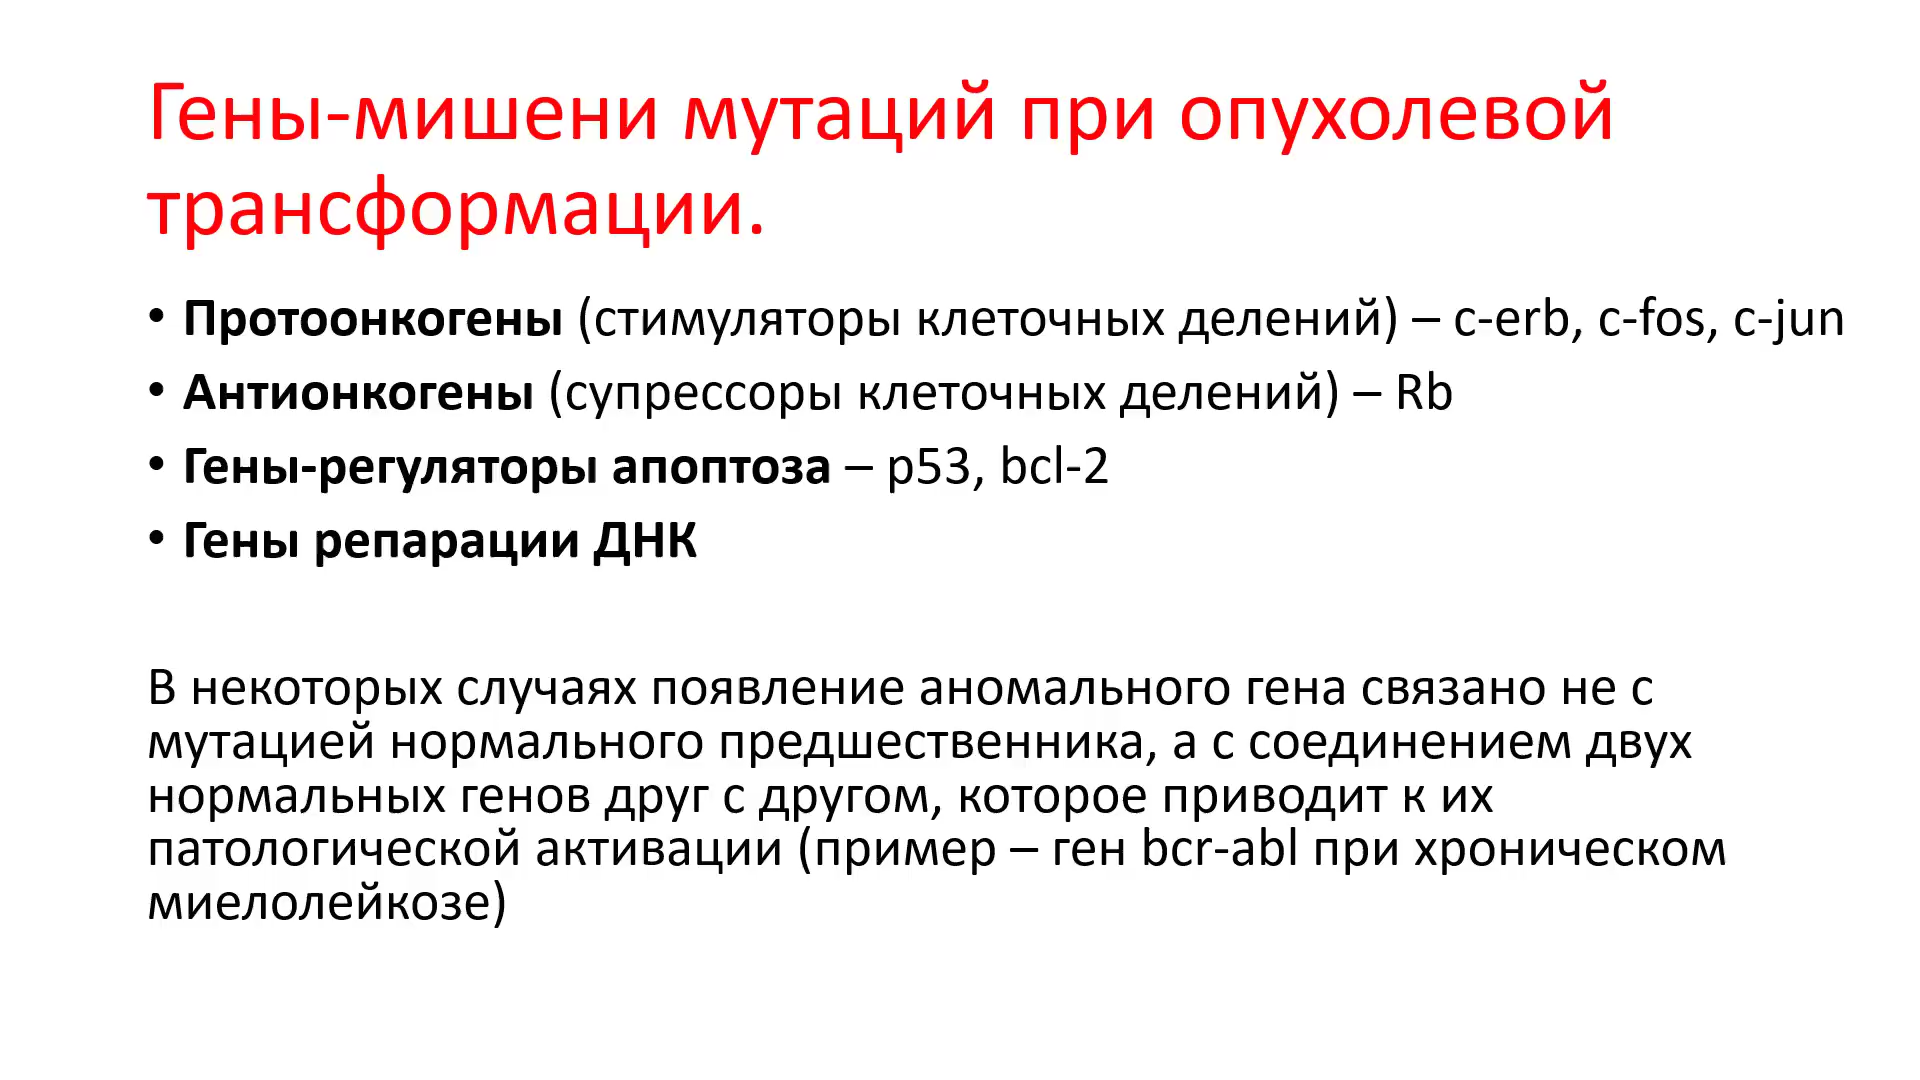 Гены-мишени мутаций при опухолевой
трансформации.
• Протоонкогены (стимуляторы клеточных делений) – c-erb, c-fos, c-jun
• Антионкогены (супрессоры клеточных делений) – Rb
• Гены-регуляторы апоптоза – p53, bcl-2
• Гены репарации ДНК
В некоторых случаях появление аномального гена связано не с
мутацией нормального предшественника, а с соединением двух
нормальных генов друг с другом, которое приводит к их
патологической активации (пример – ген bcr-abl при хроническом
миелолейкозе)